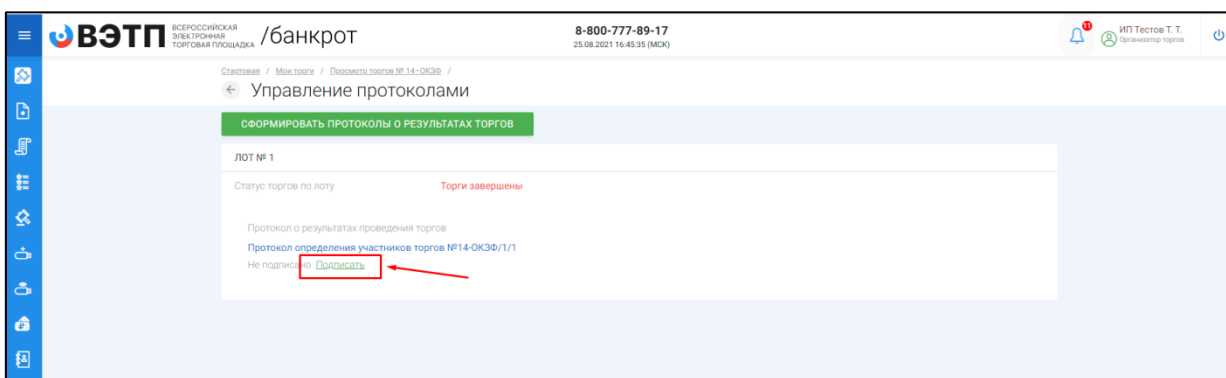 ВЭТП ВСЕРОССИЙСКАЯ ЭЛЕКТРОННАЯ ТОРГОВАЯ ПЛОЩАДКА /банкрот
8-800-777-89-17
25.08.2021 16:45:35 (МСК)
11
ИП Тестов Т. Т.
Организатор торгов
Стартовая / Мои торги / Просмотр торгов № 14-ОКЗФ /
Управление протоколами
СФОРМИРОВАТЬ ПРОТОКОЛЫ О РЕЗУЛЬТАТАХ ТОРГОВ
ЛОТ № 1
Статус торгов по лоту Торги завершены
Протокол о результатах проведения торгов
Протокол определения участников торгов №14-ОКЗФ/1/1
Не подписано Подписать